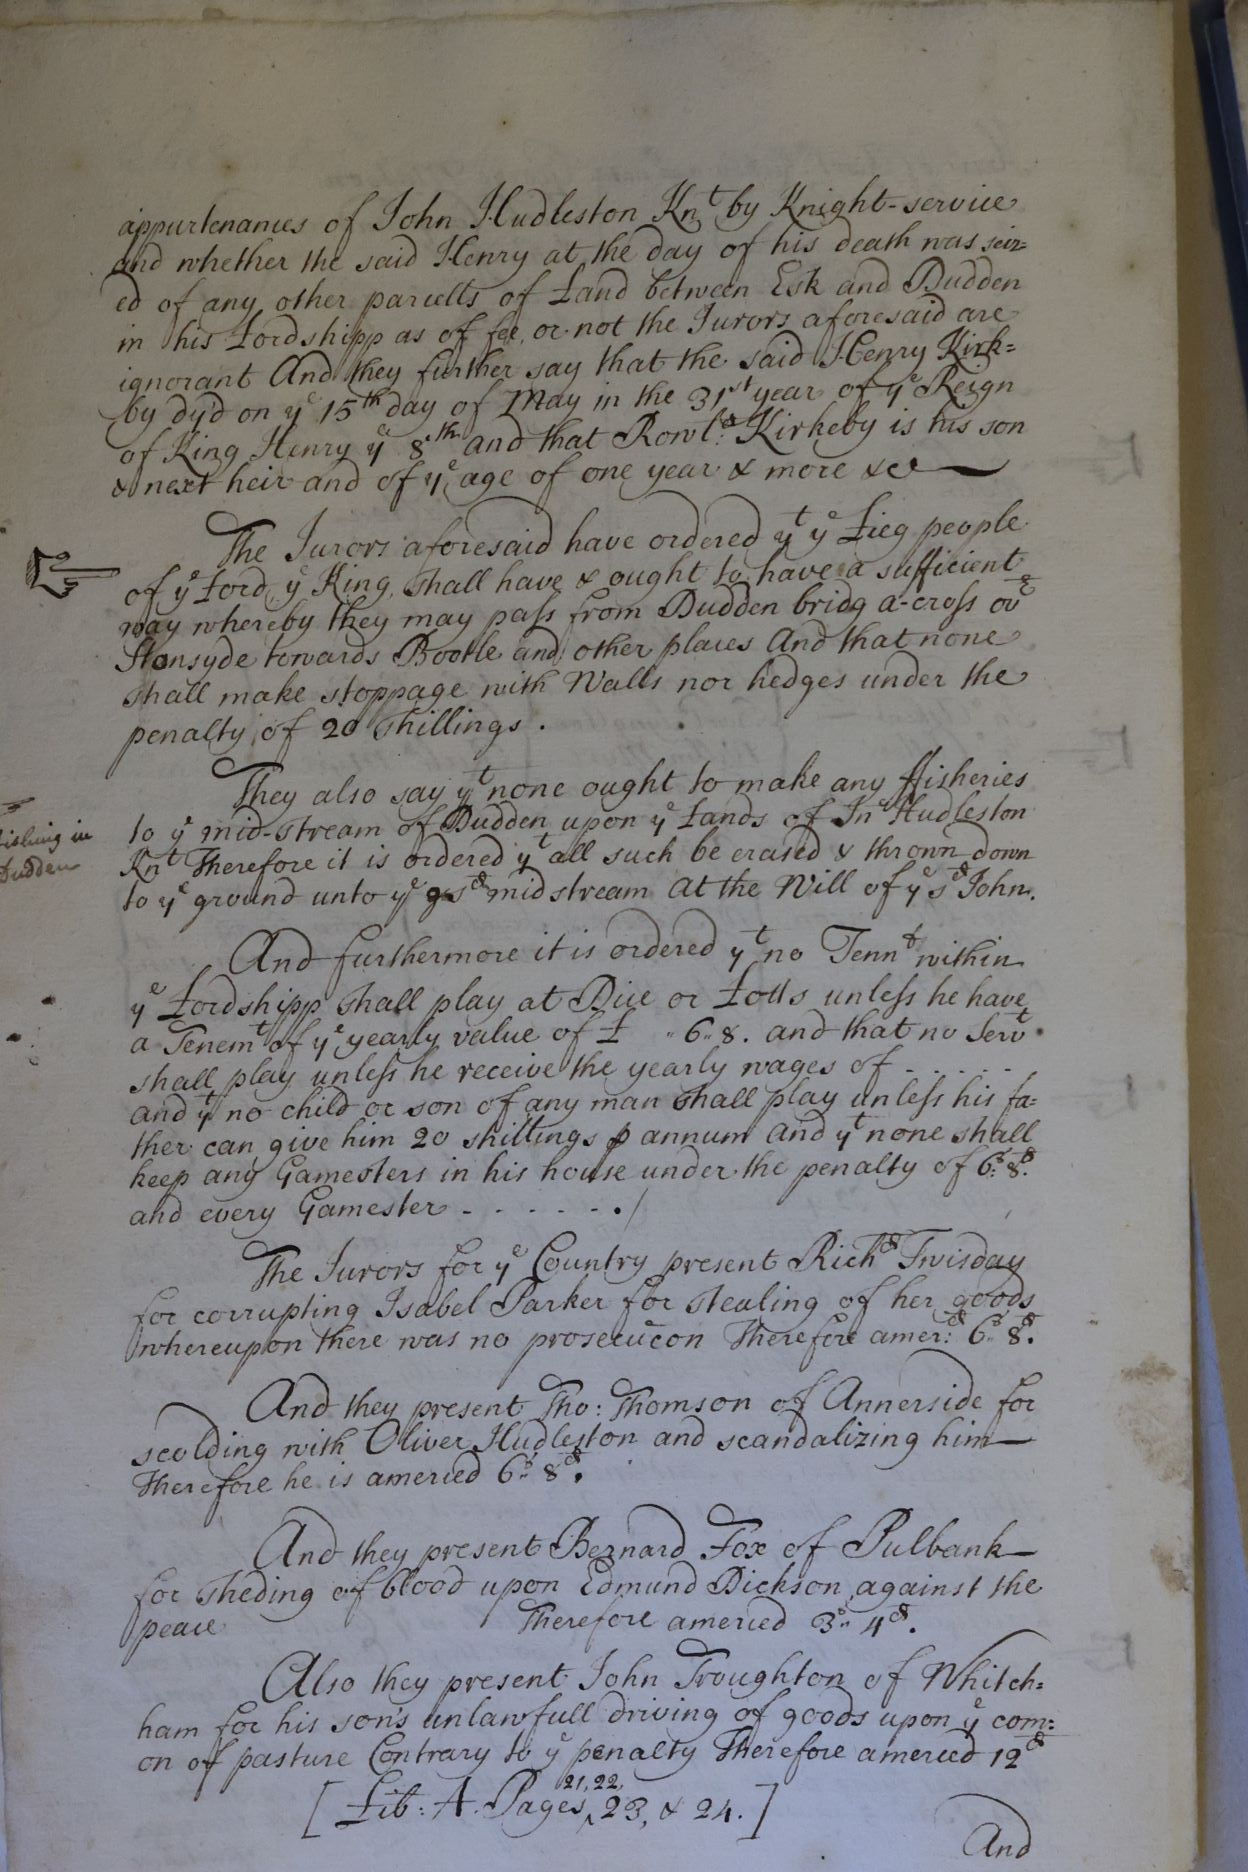 appurtenances of John Hudleston Knt by Knight-service
and whether the said Henry at the day of his death was seiz=
ed of any other parcells of Land between Esk and Dudden
in his Lordshipp as of fee, or not the Jurors aforesaid are
ignorant And they further say that the said Henry Kirk=
by dyd on ye 15th day of May in the 31st year of ye Reign
of King Henry ye 8th and that Rowld: Kirkeby is his son
& next heir and of ye age of one year & more &c
The Jurors aforesaid have ordered yt ye Lieg people
of ye Lord ye King, shall have & ought to have a sufficient
way whereby they may pass from Dudden bridg a-cross ovr
Stonsyde towards Bootle and other places And that none
shall make stoppage with Walls nor hedges under the
penalty of 20 shillings.
They also say yt none ought to make any ffisheries
to ye mid-stream of Dudden upon ye Lands of Jno Hudleston
Knt Therefore it is ordered yt all such be erased & thrown down
to ye ground unto ye sd midstream at the Will of ye sd John.
Fishing in
Dudden
And furthermore it is ordered yt no Tennt within
ye Lordshipp shall play at Dice or Lotts unless he have
a Tenemt of ye yearly value of £ " 6 " 8. and that no Servt
shall play unless he receive the yearly wages of . . . . . .
and yt no child or son of any man shall play unless his fa=
ther can give him 20 shillings p annum and yt none shall
keep any Gamesters in his house under the penalty of 6s. 8d.
and every Gamester - - - - - - . /
The Jurors for ye Country present Richd Twisday
for corrupting Isabel Parker for stealing of her goods
whereupon there was no prosecucon Therefore amerd: 6s. 8d.
And they present Tho: Thomson of Annerside for
scolding with Oliver Hudleston and scandalizing him
Therefore he is amercied 6s. 8d.
And they present Bernard Fox of Pulbank
for sheding of blood upon Edmund Dickson against the
peace Therefore amercied 3s. 4d.
Also they present John Troughton of Whitch=
ham for his son's unlawfull driving of goods upon ye com=
on of pasture Contrary to ye penalty Therefore amercied 12d
[Lib: A. Pages 21, 22, 23, & 24.]
And